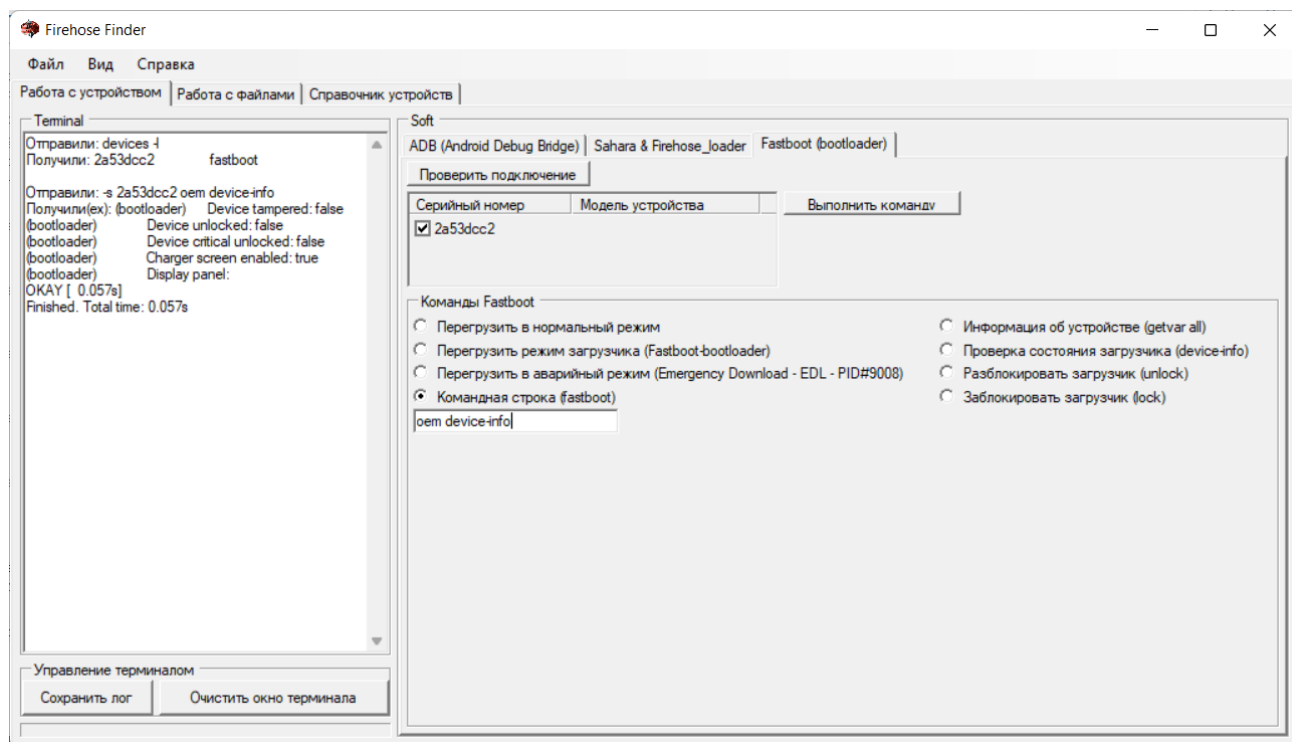 Firehose Finder
Файл Вид Справка
Работа с устройством Работа с файлами Справочник устройств
Terminal
Отправили: devices -l
Получили: 2a53dcc2 fastboot
Отправили: -s 2a53dcc2 oem device-info
Получили(ex): (bootloader) Device tampered: false
(bootloader) Device unlocked: false
(bootloader) Device critical unlocked: false
(bootloader) Charger screen enabled: true
(bootloader) Display panel:
OKAY [ 0.057s]
Finished. Total time: 0.057s
Управление терминалом
Сохранить лог Очистить окно терминала
Soft
ADB (Android Debug Bridge) Sahara & Firehose_loader Fastboot (bootloader)
Проверить подключение
Серийный номер Модель устройства Выполнить команду
2a53dcc2
Команды Fastboot
Перегрузить в нормальный режим
Перегрузить режим загрузчика (Fastboot-bootloader)
Перегрузить в аварийный режим (Emergency Download - EDL - PID#9008)
Командная строка (fastboot)
oem device-info
Информация об устройстве (getvar all)
Проверка состояния загрузчика (device-info)
Разблокировать загрузчик (unlock)
Заблокировать загрузчик (lock)